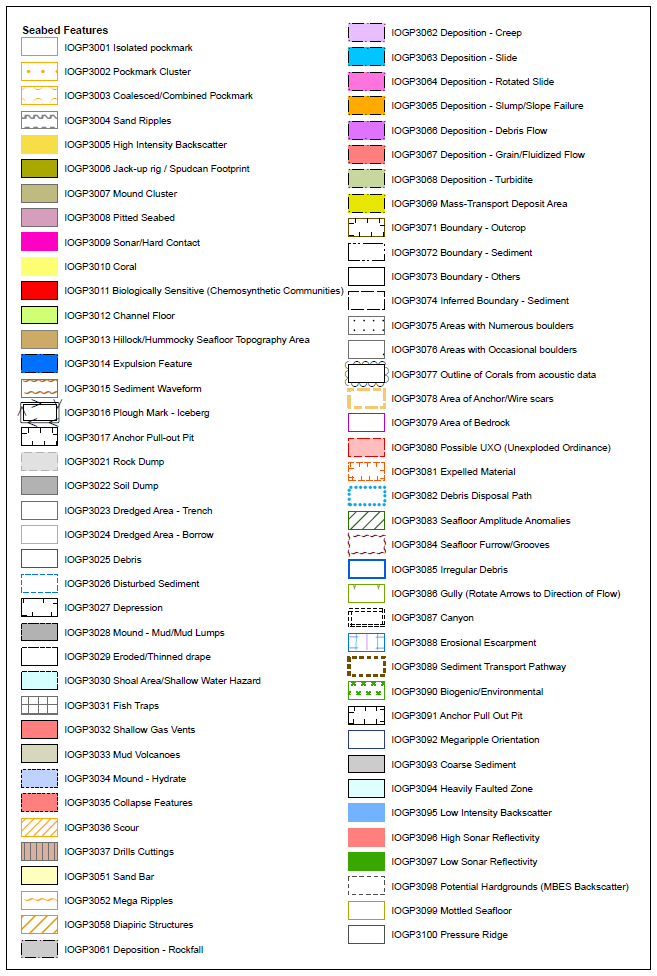 Seabed Features
IOGP3001 Isolated pockmark
IOGP3002 Pockmark Cluster
IOGP3003 Coalesced/Combined Pockmark
IOGP3004 Sand Ripples
IOGP3005 High Intensity Backscatter
IOGP3006 Jack-up rig / Spudcan Footprint
IOGP3007 Mound Cluster
IOGP3008 Pitted Seabed
IOGP3009 Sonar/Hard Contact
IOGP3010 Coral
IOGP3011 Biologically Sensitive (Chemosynthetic Communities)
IOGP3012 Channel Floor
IOGP3013 Hillock/Hummocky Seafloor Topography Area
IOGP3014 Expulsion Feature
IOGP3015 Sediment Waveform
IOGP3016 Plough Mark - Iceberg
IOGP3017 Anchor Pull-out Pit
IOGP3021 Rock Dump
IOGP3022 Soil Dump
IOGP3023 Dredged Area - Trench
IOGP3024 Dredged Area - Borrow
IOGP3025 Debris
IOGP3026 Disturbed Sediment
IOGP3027 Depression
IOGP3028 Mound - Mud/Mud Lumps
IOGP3029 Eroded/Thinned drape
IOGP3030 Shoal Area/Shallow Water Hazard
IOGP3031 Fish Traps
IOGP3032 Shallow Gas Vents
IOGP3033 Mud Volcanoes
IOGP3034 Mound - Hydrate
IOGP3035 Collapse Features
IOGP3036 Scour
IOGP3037 Drills Cuttings
IOGP3051 Sand Bar
IOGP3052 Mega Ripples
IOGP3058 Diapiric Structures
IOGP3061 Deposition - Rockfall
IOGP3062 Deposition - Creep
IOGP3063 Deposition - Slide
IOGP3064 Deposition - Rotated Slide
IOGP3065 Deposition - Slump/Slope Failure
IOGP3066 Deposition - Debris Flow
IOGP3067 Deposition - Grain/Fluidized Flow
IOGP3068 Deposition - Turbidite
IOGP3069 Mass-Transport Deposit Area
IOGP3071 Boundary - Outcrop
IOGP3072 Boundary - Sediment
IOGP3073 Boundary - Others
IOGP3074 Inferred Boundary - Sediment
IOGP3075 Areas with Numerous boulders
IOGP3076 Areas with Occasional boulders
IOGP3077 Outline of Corals from acoustic data
IOGP3078 Area of Anchor/Wire scars
IOGP3079 Area of Bedrock
IOGP3080 Possible UXO (Unexploded Ordinance)
IOGP3081 Expelled Material
IOGP3082 Debris Disposal Path
IOGP3083 Seafloor Amplitude Anomalies
IOGP3084 Seafloor Furrow/Grooves
IOGP3085 Irregular Debris
IOGP3086 Gully (Rotate Arrows to Direction of Flow)
IOGP3087 Canyon
IOGP3088 Erosional Escarpment
IOGP3089 Sediment Transport Pathway
IOGP3090 Biogenic/Environmental
IOGP3091 Anchor Pull Out Pit
IOGP3092 Megaripple Orientation
IOGP3093 Coarse Sediment
IOGP3094 Heavily Faulted Zone
IOGP3095 Low Intensity Backscatter
IOGP3096 High Sonar Reflectivity
IOGP3097 Low Sonar Reflectivity
IOGP3098 Potential Hardgrounds (MBES Backscatter)
IOGP3099 Mottled Seafloor
IOGP3100 Pressure Ridge